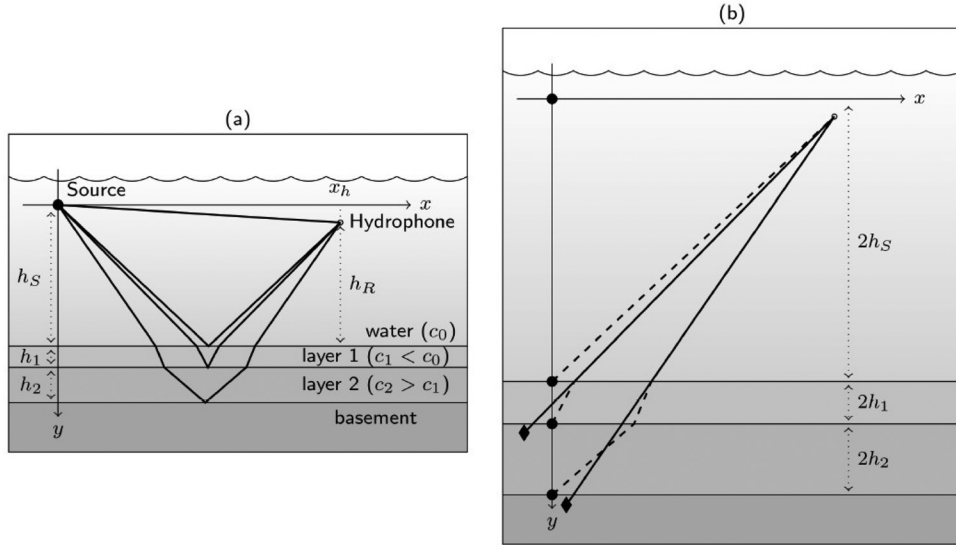 (a)
Source
x_h
x
Hydrophone
h_S
h_R
water (c_0)
h_1
layer 1 (c_1 < c_0)
h_2
layer 2 (c_2 > c_1)
basement
y
(b)
x
2h_S
2h_1
2h_2
y